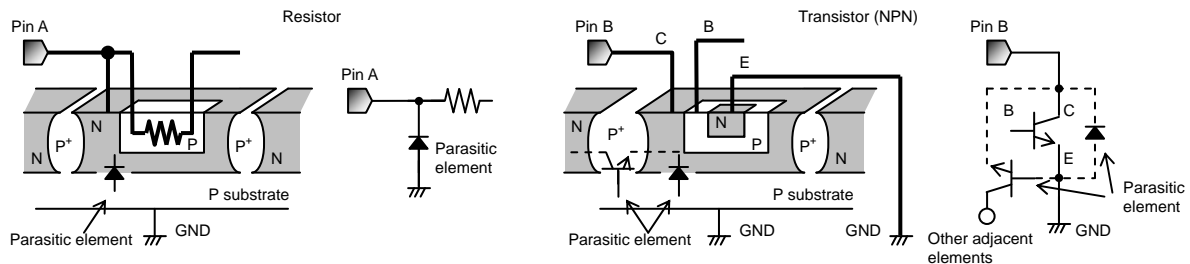 Resistor
Pin A
N
P+
N
P
P+
N
P substrate
Parasitic element
GND
Pin A
Parasitic
element
Transistor (NPN)
Pin B
C
B
E
N
P+
N
N
P
P+
N
P substrate
Parasitic element
GND
GND
Pin B
B
C
E
Parasitic
element
GND
Other adjacent
elements